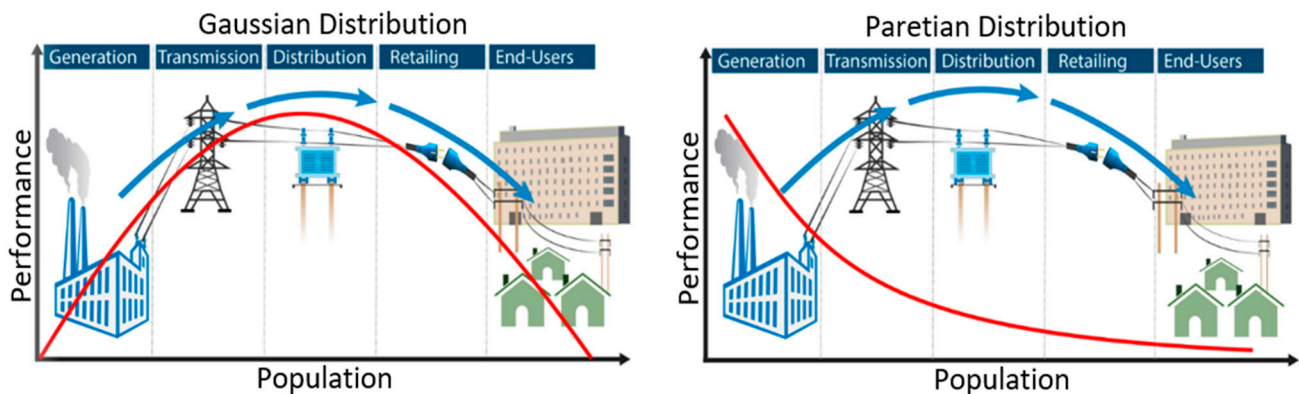 Gaussian Distribution
Generation Transmission Distribution Retailing End-Users
Performance
Population
Paretian Distribution
Generation Transmission Distribution Retailing End-Users
Performance
Population